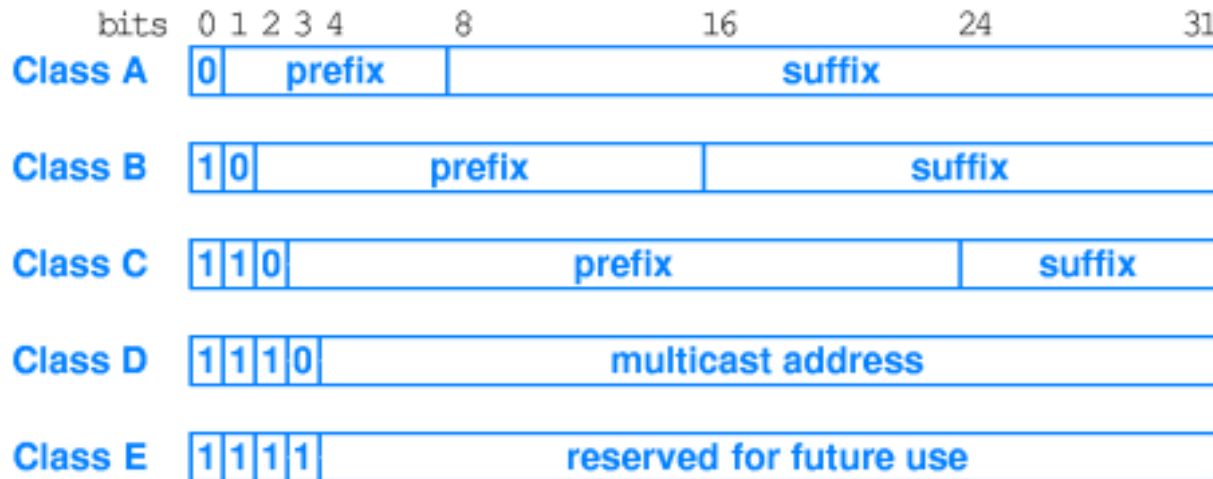 bits 0 1 2 3 4 8 16 24 31
Class A 0 prefix suffix
Class B 1 0 prefix suffix
Class C 1 1 0 prefix suffix
Class D 1 1 1 0 multicast address
Class E 1 1 1 1 reserved for future use